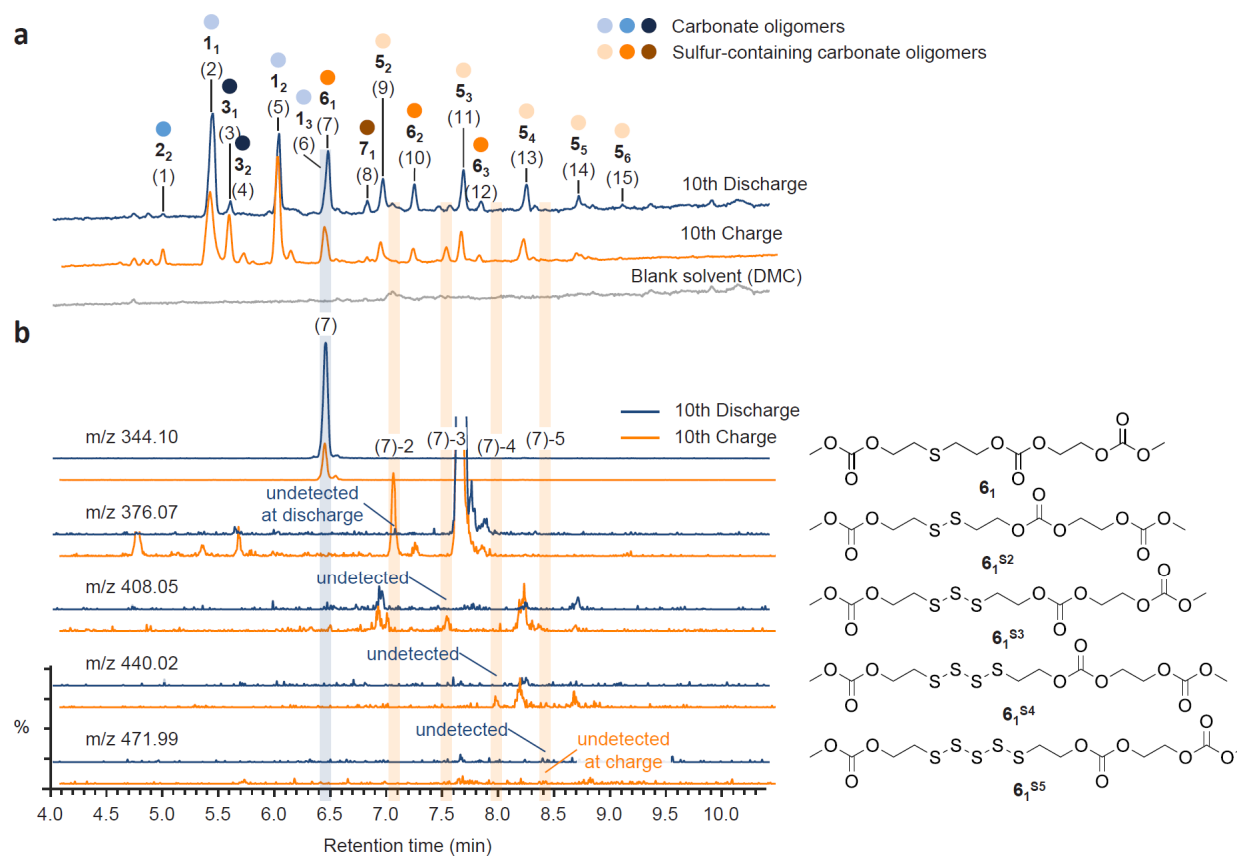 a
Carbonate oligomers
Sulfur-containing carbonate oligomers
2₂
(1)
1₁
(2)
3₁
(3)
3₂
(4)
1₂
(5)
1₃
(6)
6₁
(7)
7₁
(8)
5₂
(9)
6₂
(10)
5₃
(11)
6₃
(12)
5₄
(13)
5₅
(14)
5₆
(15)
10th Discharge
10th Charge
Blank solvent (DMC)
b
(7)
10th Discharge
10th Charge
m/z 344.10
(7)-2
(7)-3
(7)-4
(7)-5
m/z 376.07
undetected
at discharge
m/z 408.05
undetected
m/z 440.02
undetected
m/z 471.99
undetected
undetected
at charge
%
4.0 5.0 5.5 6.0 6.5 7.0 7.5 8.0 8.5 9.0 10.0
Retention time (min)
O O O S O O O O O O
6₁
O O O S S O O O O O O
6₁ˢ²
O O O S S S O O O O O O
6₁ˢ³
O O O S S S S O O O O O O
6₁ˢ⁴
O O O S S S S S O O O O O O
6₁ˢ⁵